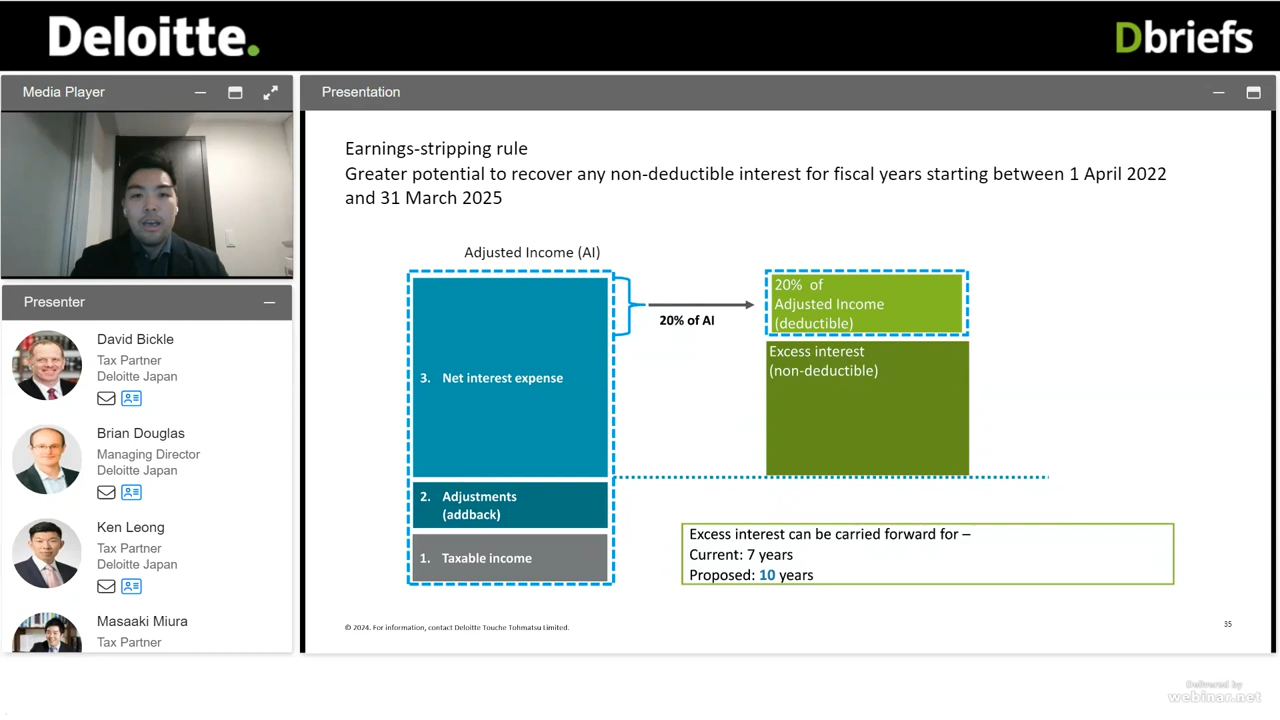 Deloitte.
Dbriefs
Media Player
Presentation
Earnings-stripping rule
Greater potential to recover any non-deductible interest for fiscal years starting between 1 April 2022
and 31 March 2025
Adjusted Income (AI)
3. Net interest expense
2. Adjustments
(addback)
1. Taxable income
20% of AI
20% of
Adjusted Income
(deductible)
Excess interest
(non-deductible)
Excess interest can be carried forward for –
Current: 7 years
Proposed: 10 years
© 2024. For information, contact Deloitte Touche Tohmatsu Limited.
35
Presenter
David Bickle
Tax Partner
Deloitte Japan
Brian Douglas
Managing Director
Deloitte Japan
Ken Leong
Tax Partner
Deloitte Japan
Masaaki Miura
Tax Partner
Delivered by
webinar.net